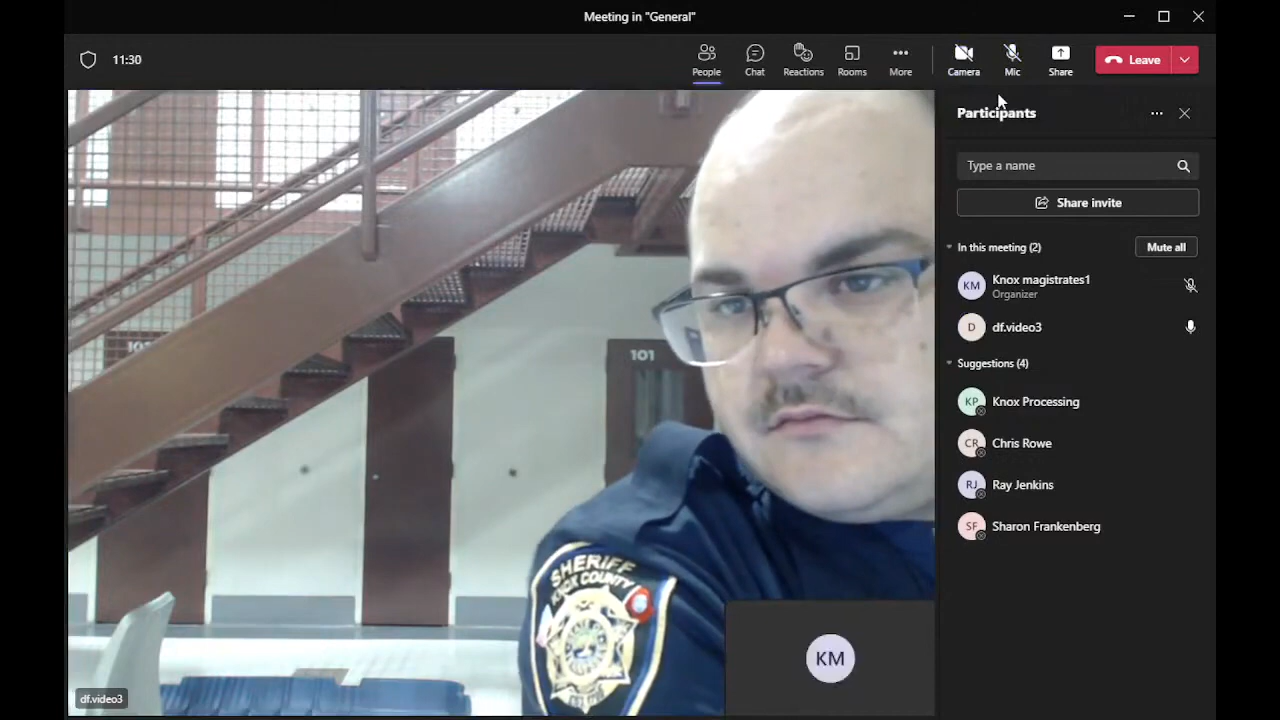 Meeting in "General"
11:30
People
Chat
Reactions
Rooms
More
Camera
Mic
Share
Leave
Participants
Type a name
Share invite
In this meeting (2)
Mute all
KM
Knox magistrates1
Organizer
D
df.video3
Suggestions (4)
KP
Knox Processing
CR
Chris Rowe
RJ
Ray Jenkins
SF
Sharon Frankenberg
101
SHERIFF
KNOX COUNTY
KM
df.video3